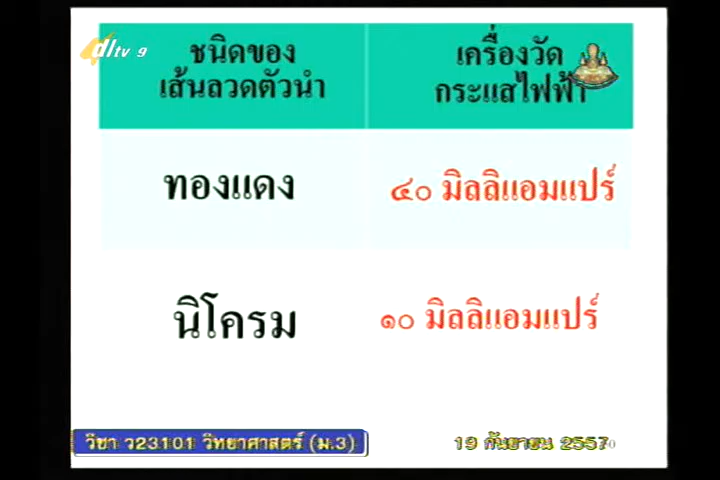 dltv 9
ชนิดของ
เส้นลวดตัวนำ
เครื่องวัด
กระแสไฟฟ้า
ทองแดง
๔๐ มิลลิแอมแปร์
นิโครม
๑๐ มิลลิแอมแปร์
วิชา ว23101 วิทยาศาสตร์ (ม.3)
19 กันยายน 2557